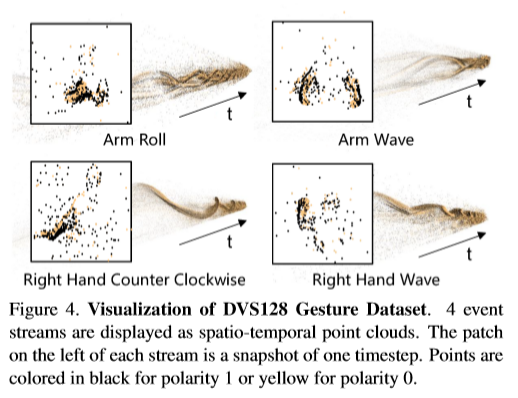 t
Arm Roll
t
Arm Wave
t
Right Hand Counter Clockwise
t
Right Hand Wave
Figure 4. Visualization of DVS128 Gesture Dataset. 4 event
streams are displayed as spatio-temporal point clouds. The patch
on the left of each stream is a snapshot of one timestep. Points are
colored in black for polarity 1 or yellow for polarity 0.